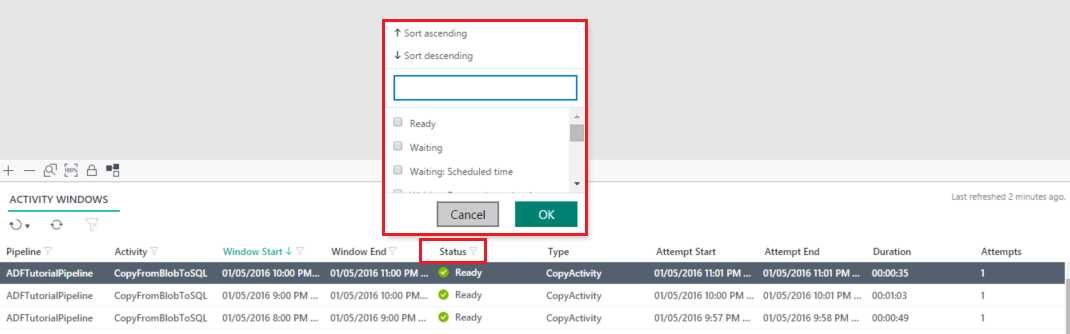 ↑ Sort ascending
↓ Sort descending
Ready
Waiting
Waiting: Scheduled time
Cancel OK
100%
ACTIVITY WINDOWS
Last refreshed 2 minutes ago.
Pipeline Activity Window Start ↓ Window End Status Type Attempt Start Attempt End Duration Attempts
ADFTutorialPipeline CopyFromBlobToSQL 01/05/2016 10:00 PM... 01/05/2016 11:00 PM ... Ready CopyActivity 01/05/2016 11:01 PM ... 01/05/2016 11:01 PM ... 00:00:35 1
ADFTutorialPipeline CopyFromBlobToSQL 01/05/2016 9:00 PM ... 01/05/2016 10:00 PM ... Ready CopyActivity 01/05/2016 10:00 PM ... 01/05/2016 10:01 PM ... 00:01:03 1
ADFTutorialPipeline CopyFromBlobToSQL 01/05/2016 8:00 PM ... 01/05/2016 9:00 PM ... Ready CopyActivity 01/05/2016 9:57 PM ... 01/05/2016 9:58 PM ... 00:00:49 1